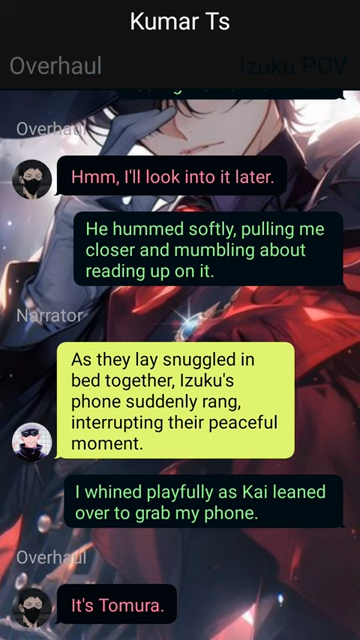 Kumar Ts
Overhaul
Izuku POV
Overhaul
Hmm, I'll look into it later.
He hummed softly, pulling me
closer and mumbling about
reading up on it.
Narrator
As they lay snuggled in
bed together, Izuku's
phone suddenly rang,
interrupting their peaceful
moment.
I whined playfully as Kai leaned
over to grab my phone.
Overhaul
It's Tomura.